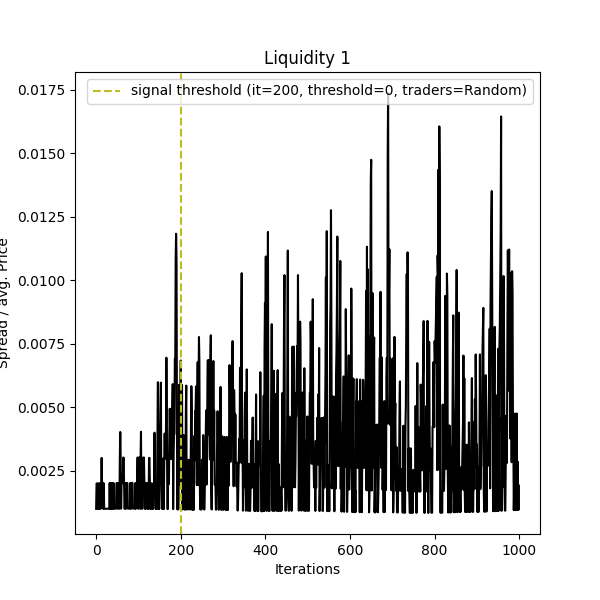 Liquidity 1
signal threshold (it=200, threshold=0, traders=Random)
0.0175
0.0150
0.0125
0.0100
0.0075
0.0050
0.0025
Spread / avg. Price
0 200 400 600 800 1000
Iterations